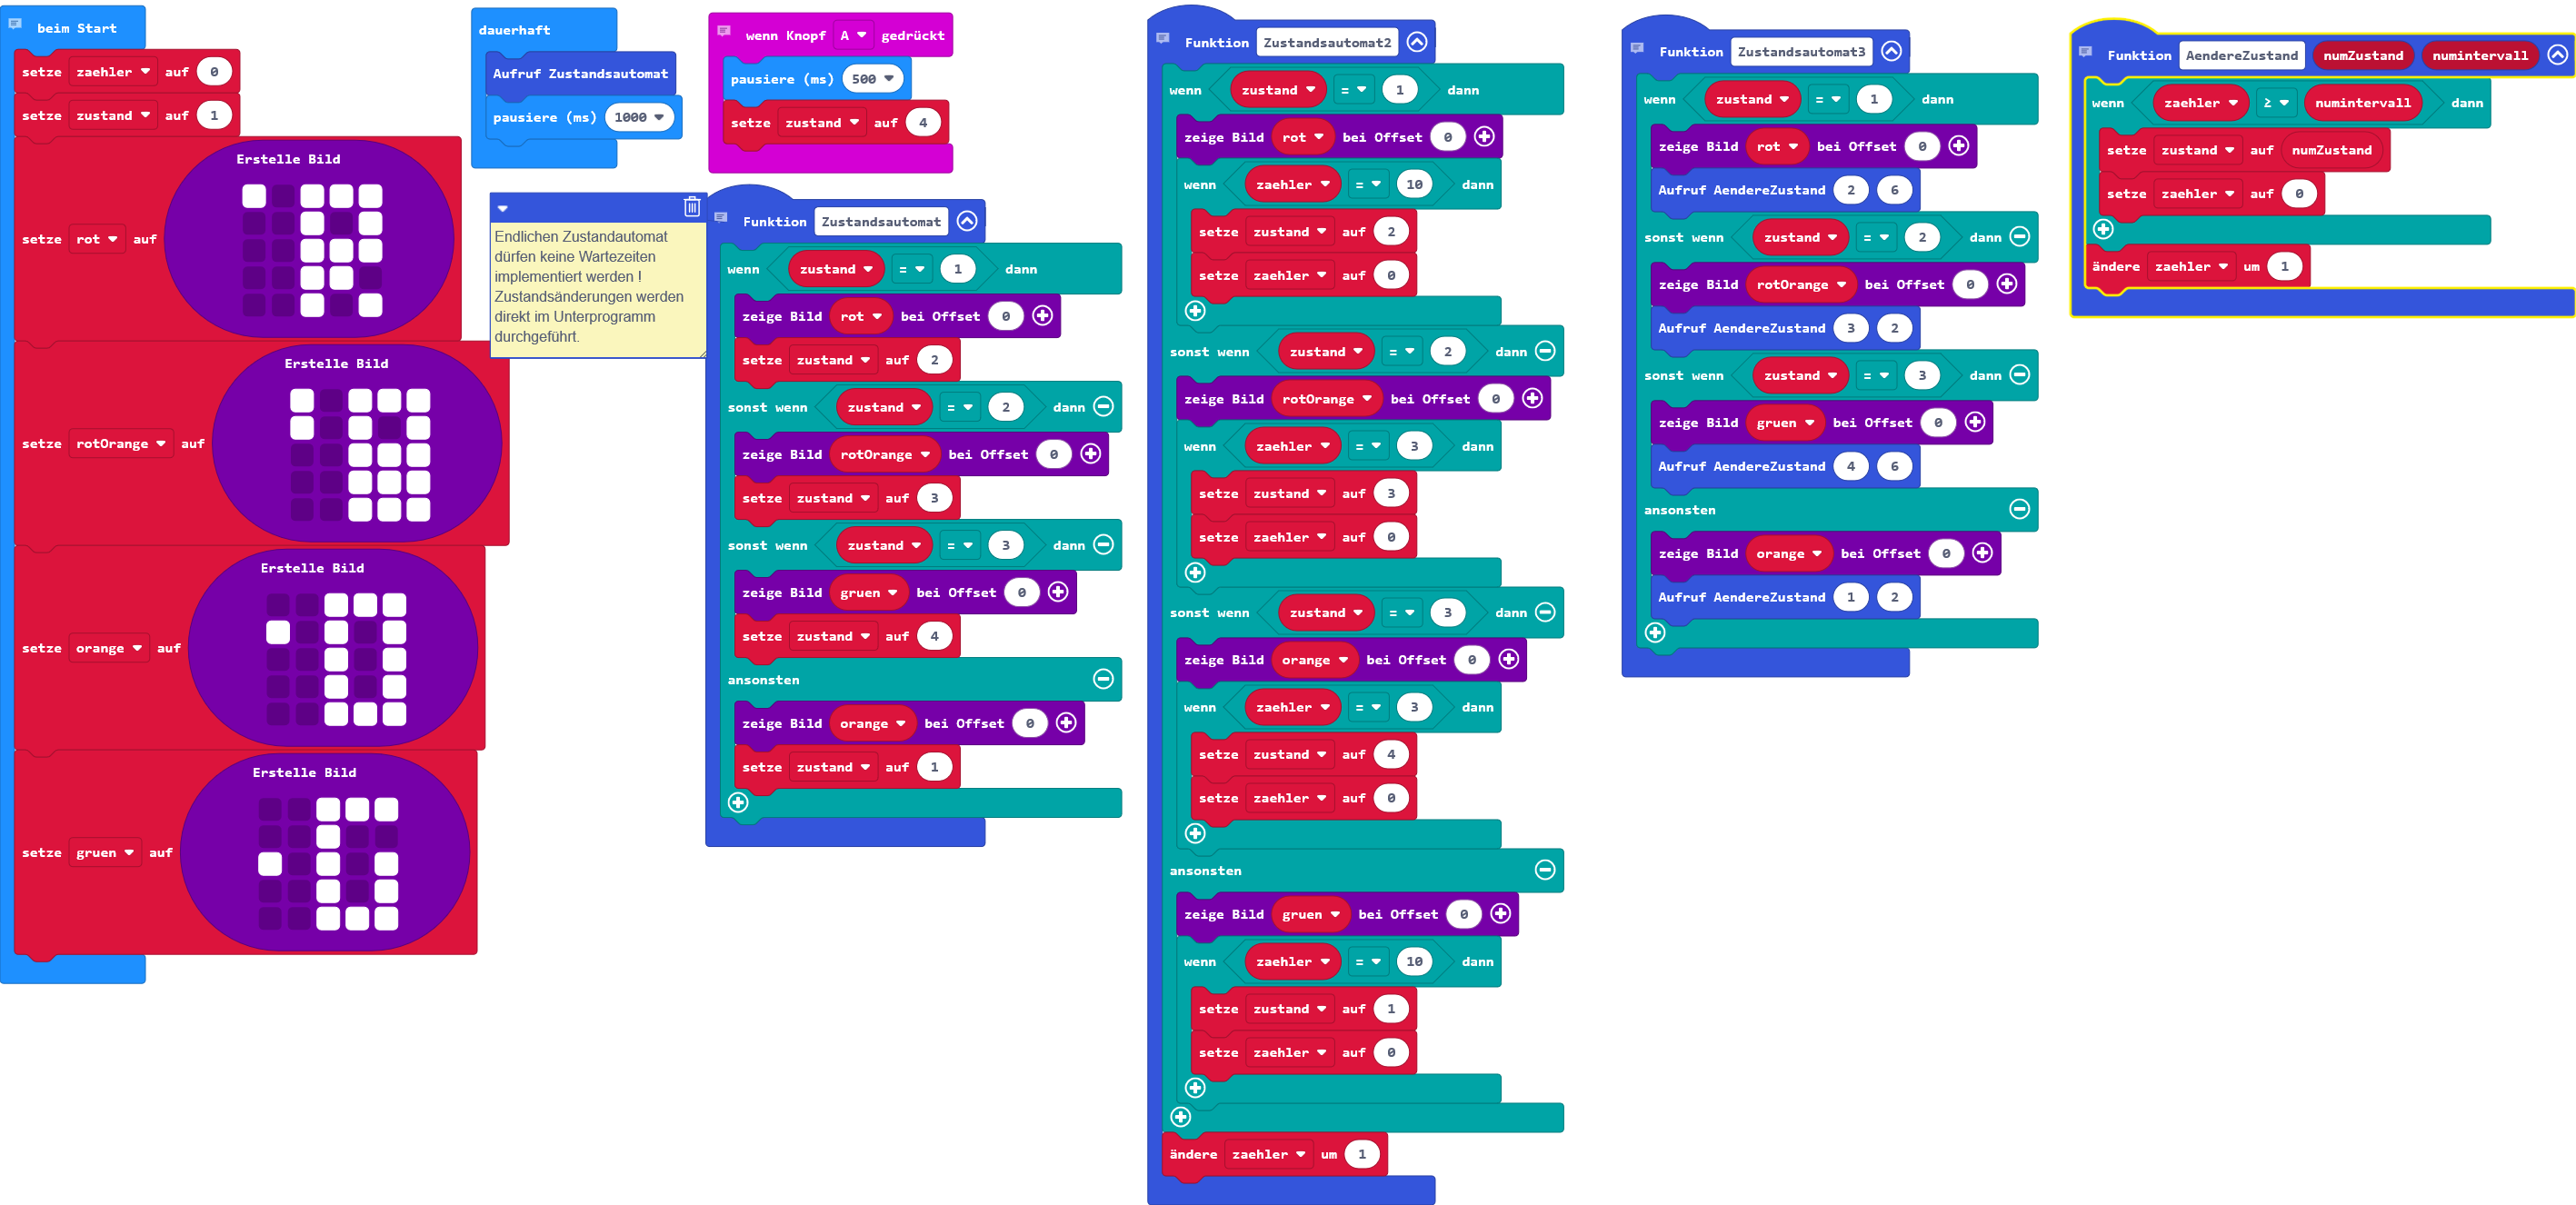 beim Start
setze zaehler auf 0
setze zustand auf 1
Erstelle Bild
setze rot auf
Erstelle Bild
setze rotOrange auf
Erstelle Bild
setze orange auf
Erstelle Bild
setze gruen auf
dauerhaft
Aufruf Zustandsautomat
pausiere (ms) 1000
wenn Knopf A gedrückt
pausiere (ms) 500
setze zustand auf 4
Endlichen Zustandautomat
dürfen keine Wartezeiten
implementiert werden !
Zustandsänderungen werden
direkt im Unterprogramm
durchgeführt.
Funktion Zustandsautomat
wenn zustand = 1 dann
zeige Bild rot bei Offset 0
setze zustand auf 2
sonst wenn zustand = 2 dann
zeige Bild rotOrange bei Offset 0
setze zustand auf 3
sonst wenn zustand = 3 dann
zeige Bild gruen bei Offset 0
setze zustand auf 4
ansonsten
zeige Bild orange bei Offset 0
setze zustand auf 1
Funktion Zustandsautomat2
wenn zustand = 1 dann
zeige Bild rot bei Offset 0
wenn zaehler = 10 dann
setze zustand auf 2
setze zaehler auf 0
sonst wenn zustand = 2 dann
zeige Bild rotOrange bei Offset 0
wenn zaehler = 3 dann
setze zustand auf 3
setze zaehler auf 0
sonst wenn zustand = 3 dann
zeige Bild orange bei Offset 0
wenn zaehler = 3 dann
setze zustand auf 4
setze zaehler auf 0
ansonsten
zeige Bild gruen bei Offset 0
wenn zaehler = 10 dann
setze zustand auf 1
setze zaehler auf 0
ändere zaehler um 1
Funktion Zustandsautomat3
wenn zustand = 1 dann
zeige Bild rot bei Offset 0
Aufruf AendereZustand 2 6
sonst wenn zustand = 2 dann
zeige Bild rotOrange bei Offset 0
Aufruf AendereZustand 3 2
sonst wenn zustand = 3 dann
zeige Bild gruen bei Offset 0
Aufruf AendereZustand 4 6
ansonsten
zeige Bild orange bei Offset 0
Aufruf AendereZustand 1 2
Funktion AendereZustand numZustand numintervall
wenn zaehler ≥ numintervall dann
setze zustand auf numZustand
setze zaehler auf 0
ändere zaehler um 1